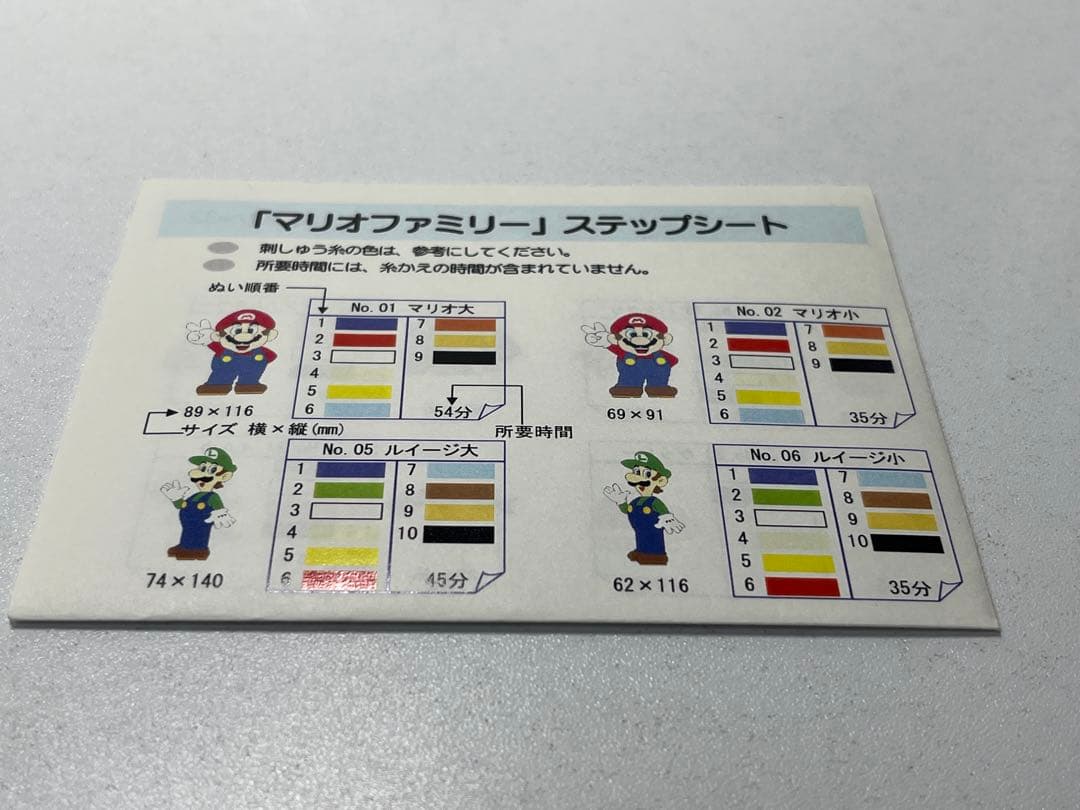 「マリオファミリー」ステップシート
刺しゅう糸の色は、参考にしてください。
所要時間には、糸かえの時間が含まれていません。
ぬい順番
No. 01 マリオ大
1 7
2 8
3 9
4
5
6 54分
89×116
サイズ 横×縦(mm)
所要時間
No. 02 マリオ小
1 7
2 8
3 9
4
5
6 35分
69×91
No. 05 ルイージ大
1 7
2 8
3 9
4 10
5
6 45分
74×140
No. 06 ルイージ小
1 7
2 8
3 9
4 10
5
6 35分
62×116